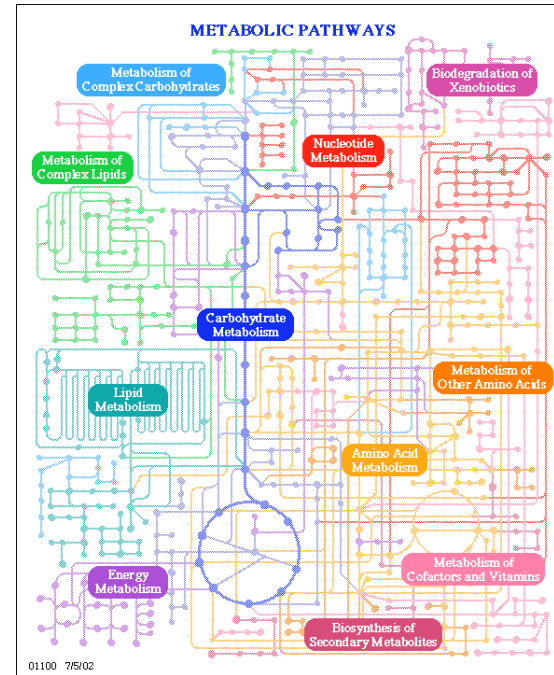 METABOLIC PATHWAYS
Metabolism of
Complex Carbohydrates
Biodegradation of
Xenobiotics
Nucleotide
Metabolism
Metabolism of
Complex Lipids
Carbohydrate
Metabolism
Metabolism of
Other Amino Acids
Lipid
Metabolism
Amino Acid
Metabolism
Metabolism of
Cofactors and Vitamins
Energy
Metabolism
Biosynthesis of
Secondary Metabolites
01100 7/5/02